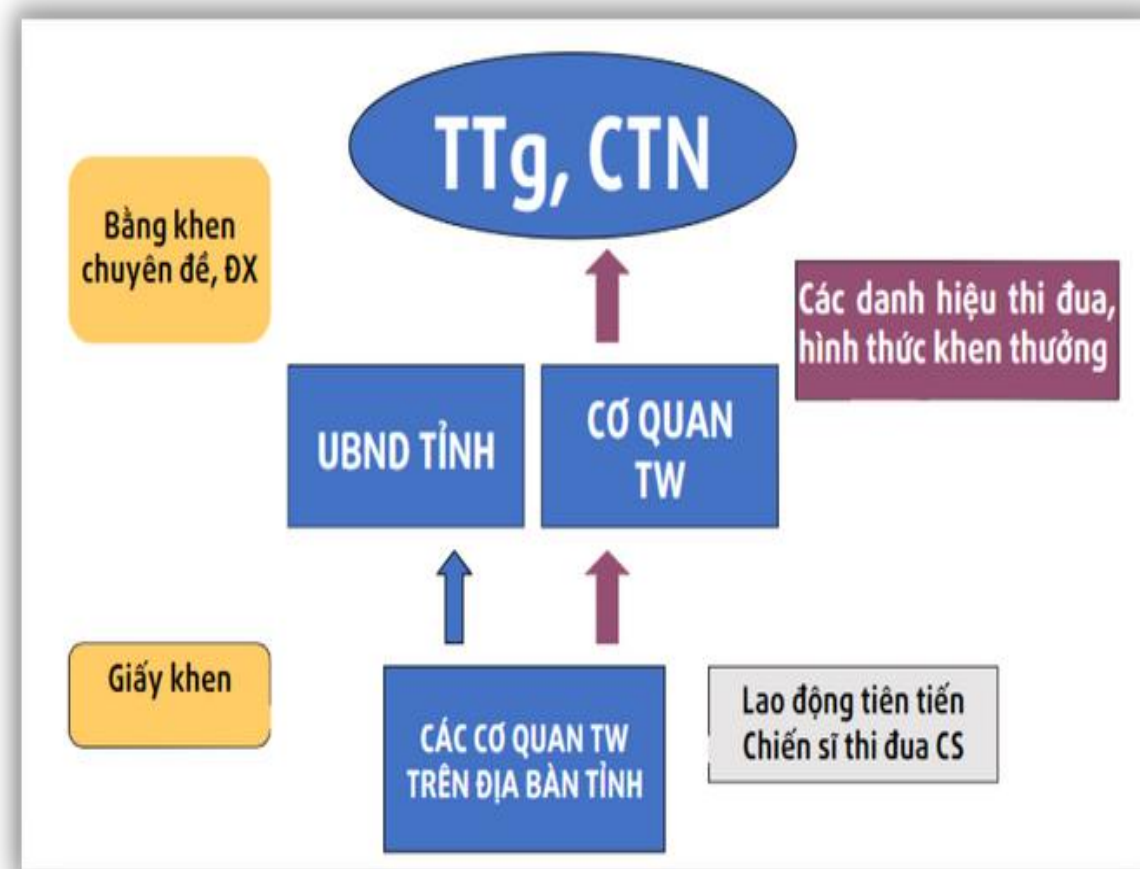 TTg, CTN
Bằng khen
chuyên đề, ĐX
Các danh hiệu thi đua,
hình thức khen thưởng
UBND TỈNH
CƠ QUAN
TW
Giấy khen
CÁC CƠ QUAN TW
TRÊN ĐỊA BÀN TỈNH
Lao động tiên tiến
Chiến sĩ thi đua CS